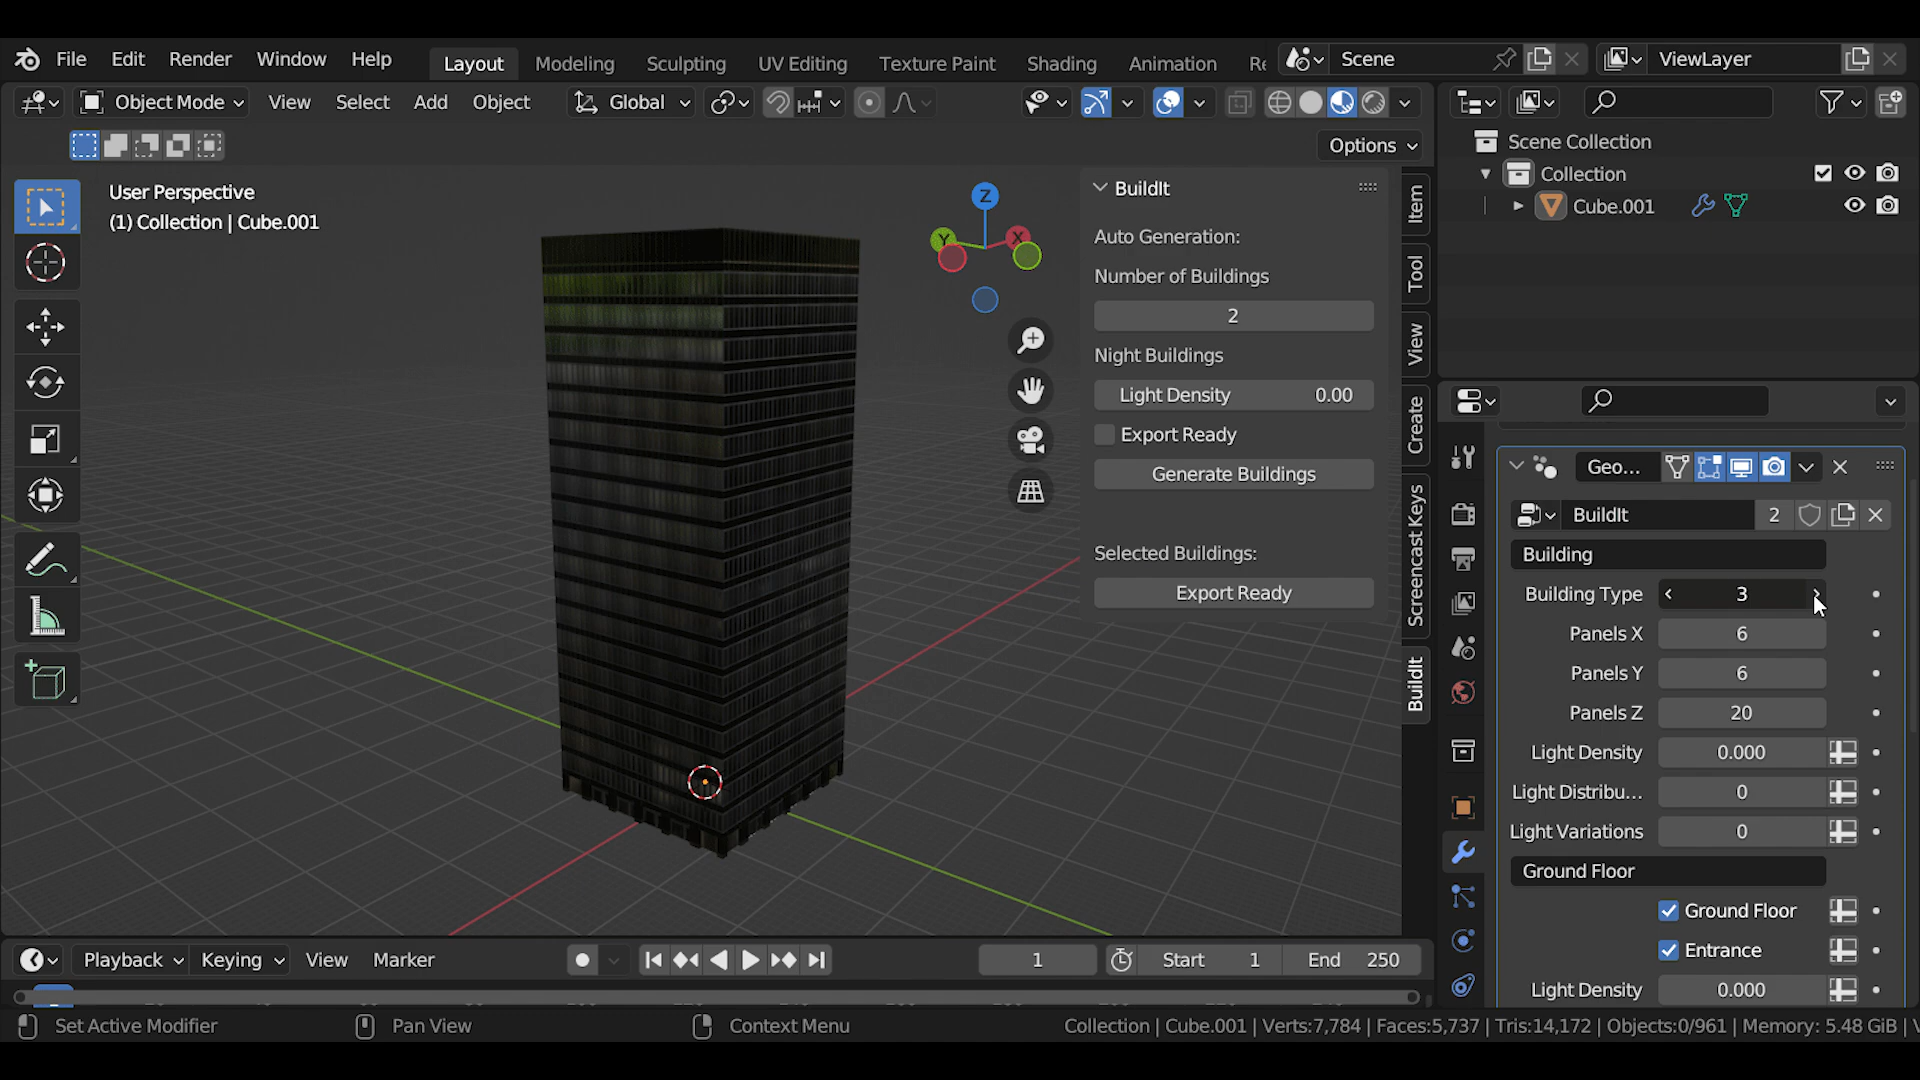 File Edit Render Window Help Layout Modeling Sculpting UV Editing Texture Paint Shading Animation Re Scene ViewLayer
Object Mode View Select Add Object Global
Options
User Perspective
(1) Collection | Cube.001
Z
Y
X
BuildIt
Auto Generation:
Number of Buildings
2
Night Buildings
Light Density 0.00
Export Ready
Generate Buildings
Selected Buildings:
Export Ready
Item
Tool
View
Create
Screencast Keys
BuildIt
Scene Collection
Collection
Cube.001
Geo...
BuildIt 2
Building
Building Type 3
Panels X 6
Panels Y 6
Panels Z 20
Light Density 0.000
Light Distribu... 0
Light Variations 0
Ground Floor
Ground Floor
Entrance
Light Density 0.000
Playback Keying View Marker 1 Start 1 End 250
Set Active Modifier Pan View Context Menu Collection | Cube.001 | Verts:7,784 | Faces:5,737 | Tris:14,172 | Objects:0/961 | Memory: 5.48 GiB |